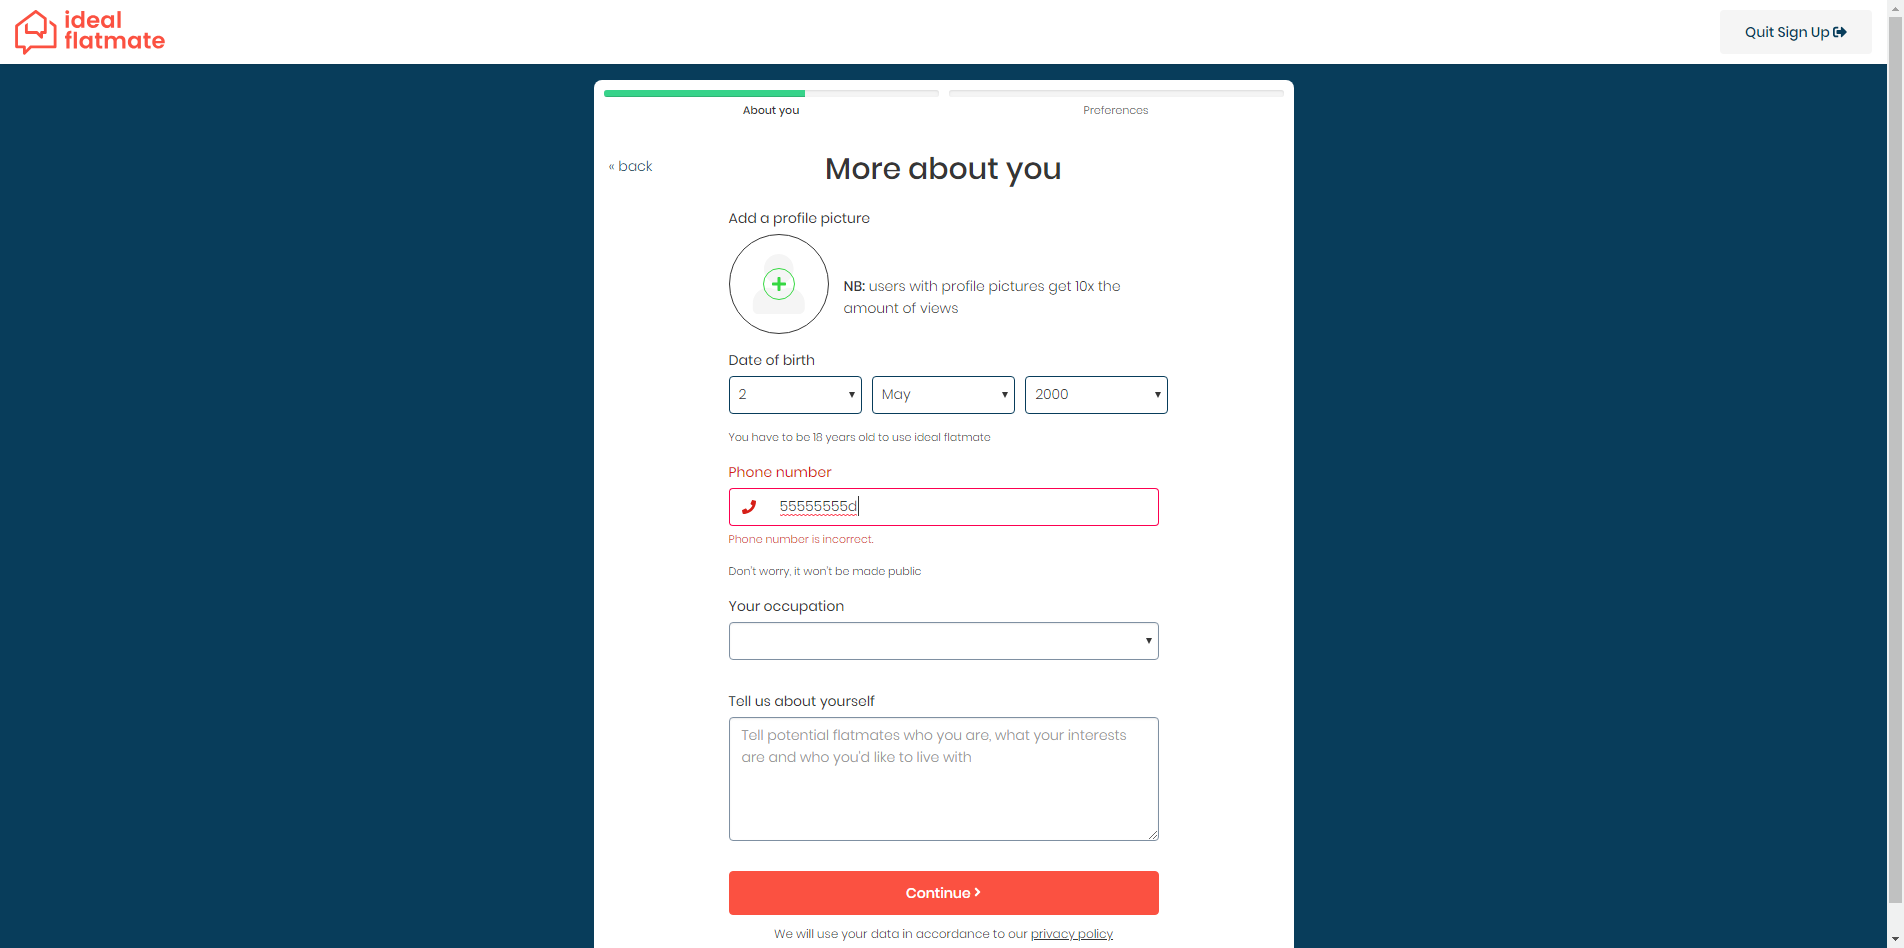 ideal
flatmate
Quit Sign Up
About you
Preferences
« back
More about you
Add a profile picture
NB: users with profile pictures get 10x the
amount of views
Date of birth
2
May
2000
You have to be 18 years old to use ideal flatmate
Phone number
55555555d
Phone number is incorrect.
Don't worry, it won't be made public
Your occupation
Tell us about yourself
Tell potential flatmates who you are, what your interests
are and who you'd like to live with
Continue
We will use your data in accordance to our privacy policy